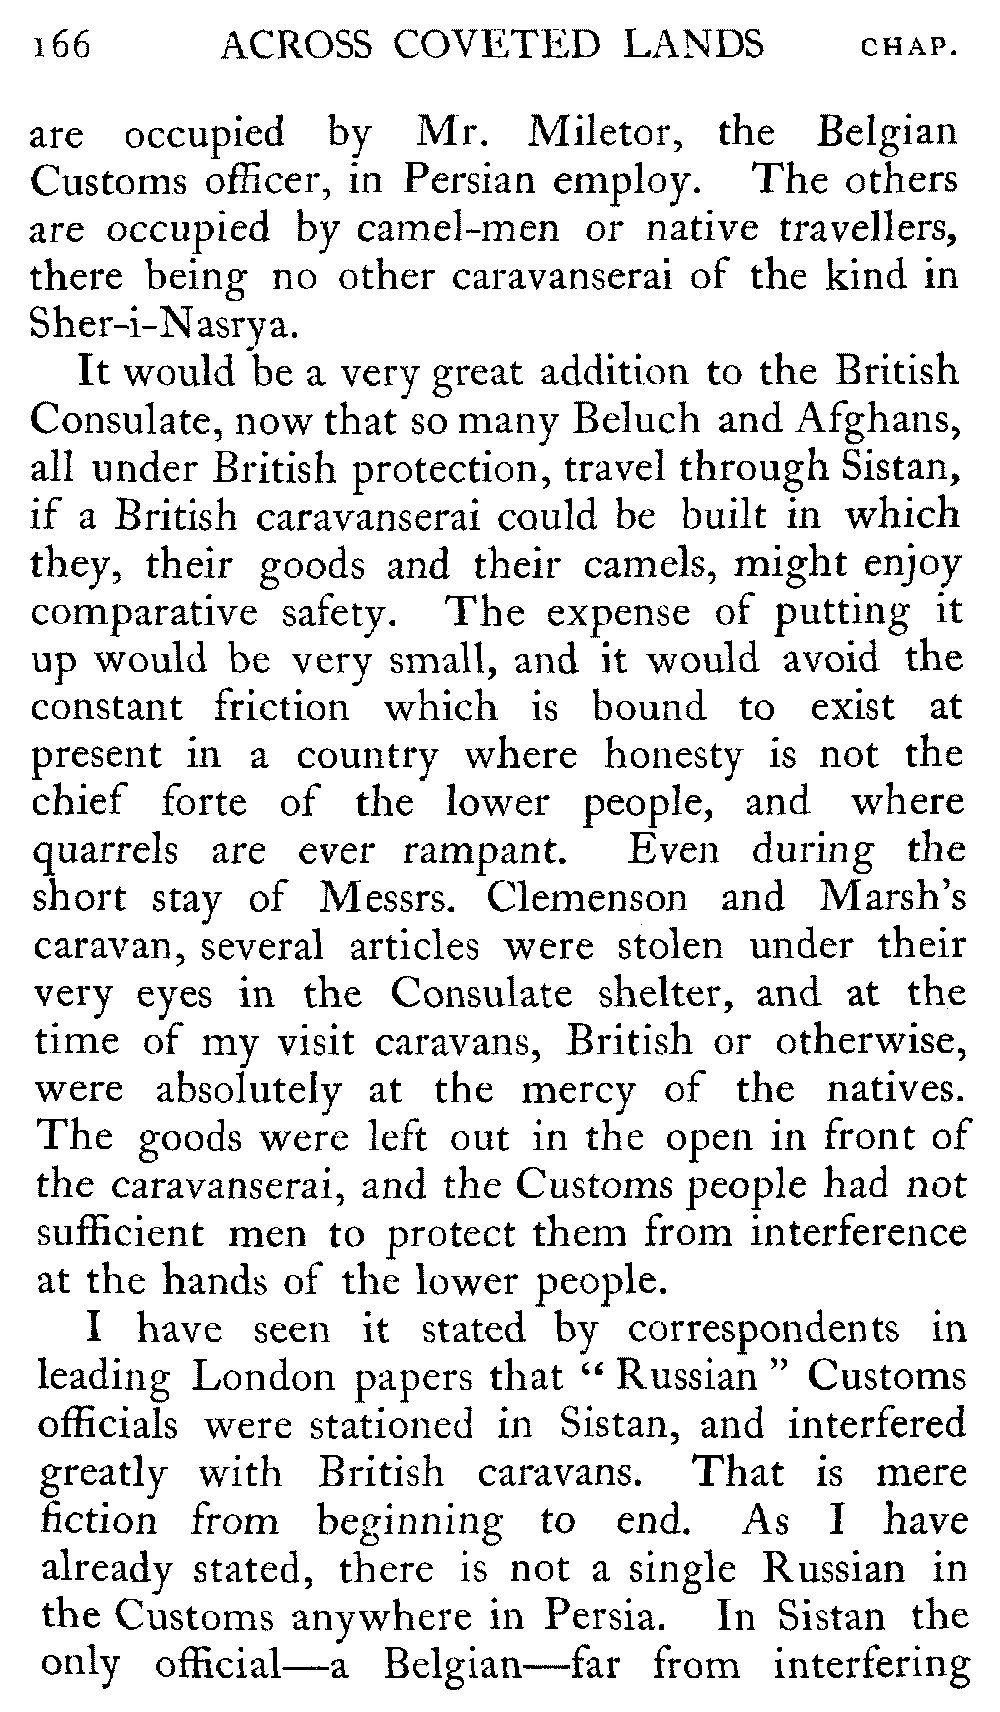 166 ACROSS COVETED LANDS CHAP.
are occupied by Mr. Miletor, the Belgian
Customs officer, in Persian employ. The others
are occupied by camel-men or native travellers,
there being no other caravanserai of the kind in
Sher-i-Nasrya.
It would be a very great addition to the British
Consulate, now that so many Beluch and Afghans,
all under British protection, travel through Sistan,
if a British caravanserai could be built in which
they, their goods and their camels, might enjoy
comparative safety. The expense of putting it
up would be very small, and it would avoid the
constant friction which is bound to exist at
present in a country where honesty is not the
chief forte of the lower people, and where
quarrels are ever rampant. Even during the
short stay of Messrs. Clemenson and Marsh's
caravan, several articles were stolen under their
very eyes in the Consulate shelter, and at the
time of my visit caravans, British or otherwise,
were absolutely at the mercy of the natives.
The goods were left out in the open in front of
the caravanserai, and the Customs people had not
sufficient men to protect them from interference
at the hands of the lower people.
I have seen it stated by correspondents in
leading London papers that “Russian” Customs
officials were stationed in Sistan, and interfered
greatly with British caravans. That is mere
fiction from beginning to end. As I have
already stated, there is not a single Russian in
the Customs anywhere in Persia. In Sistan the
only official—a Belgian—far from interfering